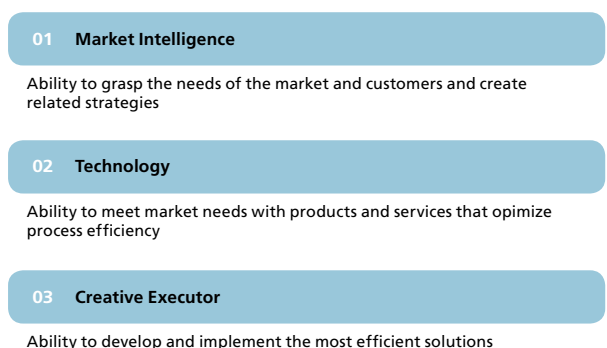 01 Market Intelligence
Ability to grasp the needs of the market and customers and create
related strategies
02 Technology
Ability to meet market needs with products and services that opimize
process efficiency
03 Creative Executor
Ability to develop and implement the most efficient solutions